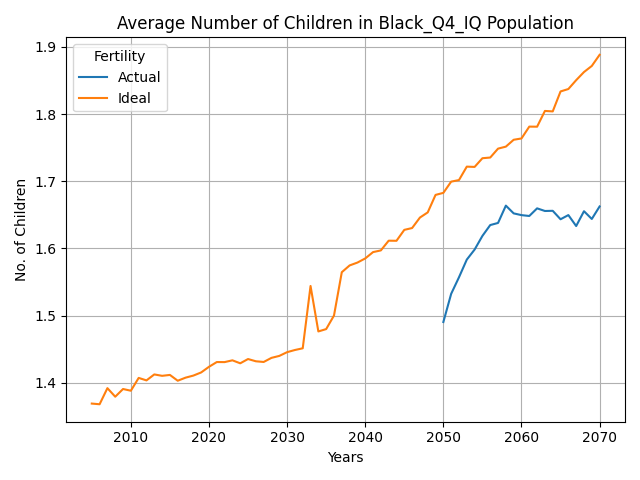 Average Number of Children in Black_Q4_IQ Population
Fertility
Actual
Ideal
No. of Children
1.9
1.8
1.7
1.6
1.5
1.4
2010 2020 2030 2040 2050 2060 2070
Years